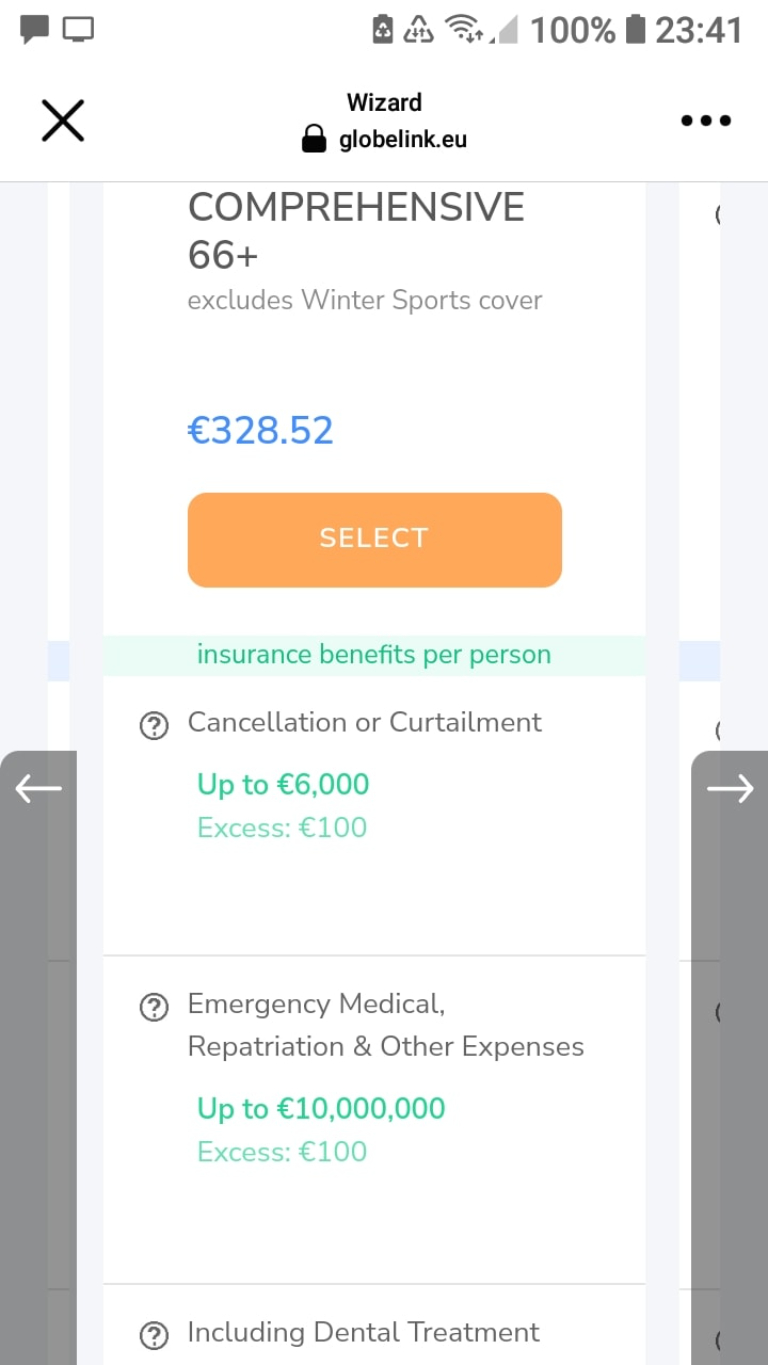 100% 23:41
Wizard
globelink.eu
COMPREHENSIVE
66+
excludes Winter Sports cover
€328.52
SELECT
insurance benefits per person
Cancellation or Curtailment
Up to €6,000
Excess: €100
Emergency Medical,
Repatriation & Other Expenses
Up to €10,000,000
Excess: €100
Including Dental Treatment